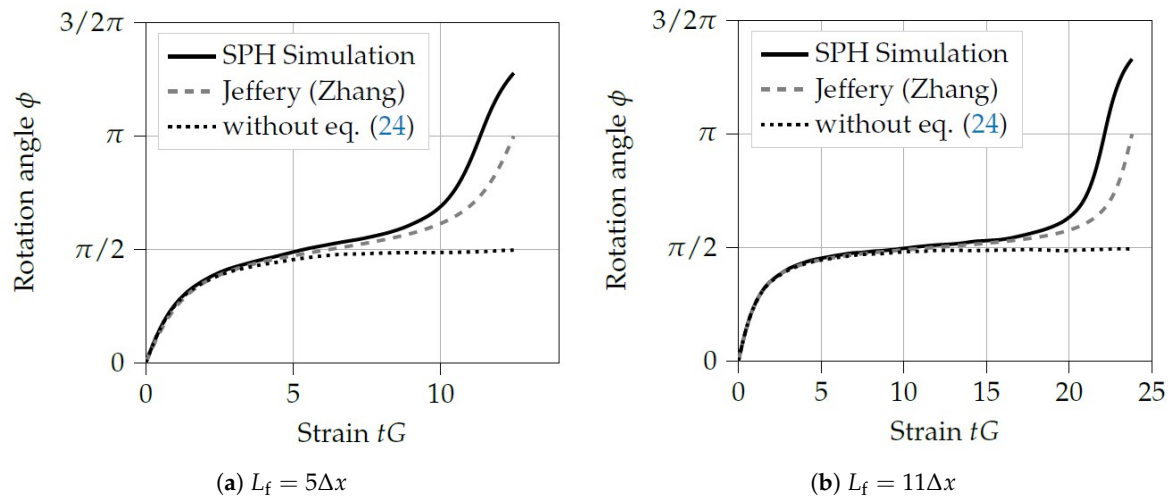 3/2π
SPH Simulation
Jeffery (Zhang)
without eq. (24)
π
π/2
0
Rotation angle ϕ
0 5 10
Strain tG
(a) L_f = 5Δx
3/2π
SPH Simulation
Jeffery (Zhang)
without eq. (24)
π
π/2
0
Rotation angle ϕ
0 5 10 15 20 25
Strain tG
(b) L_f = 11Δx